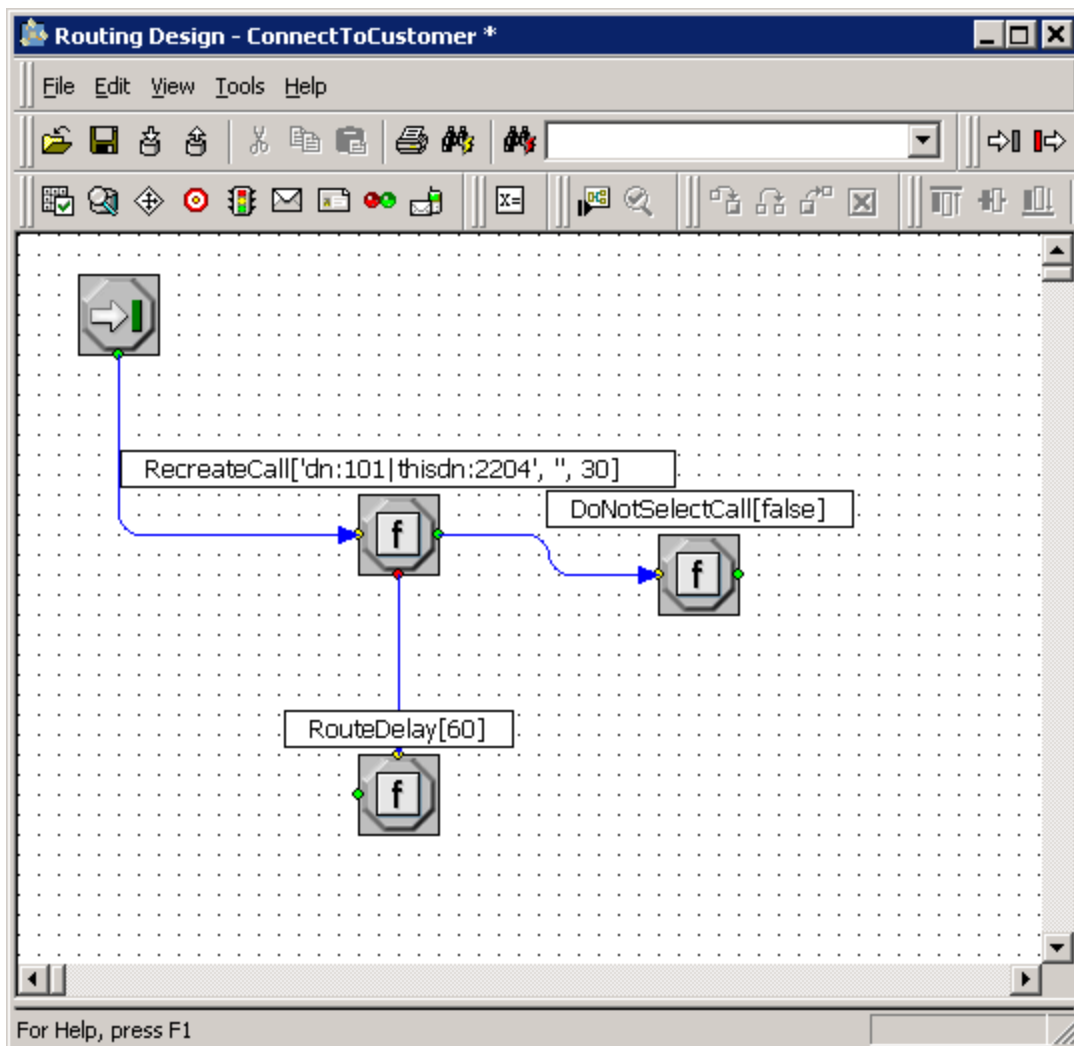 Routing Design - ConnectToCustomer *
File Edit View Tools Help
x=
RecreateCall['dn:101|thisdn:2204', '', 30]
DoNotSelectCall[false]
f
f
RouteDelay[60]
f
For Help, press F1